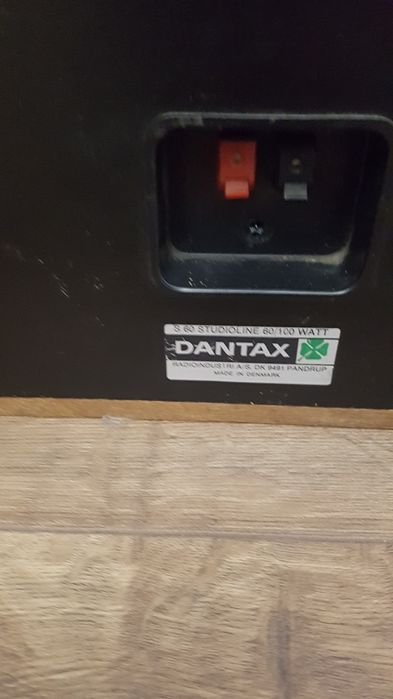 S 60 STUDIOLINE 60/100 WATT
DANTAX
RADIOINDUSTRI A/S, DK 9491 PANDRUP
MADE IN DENMARK